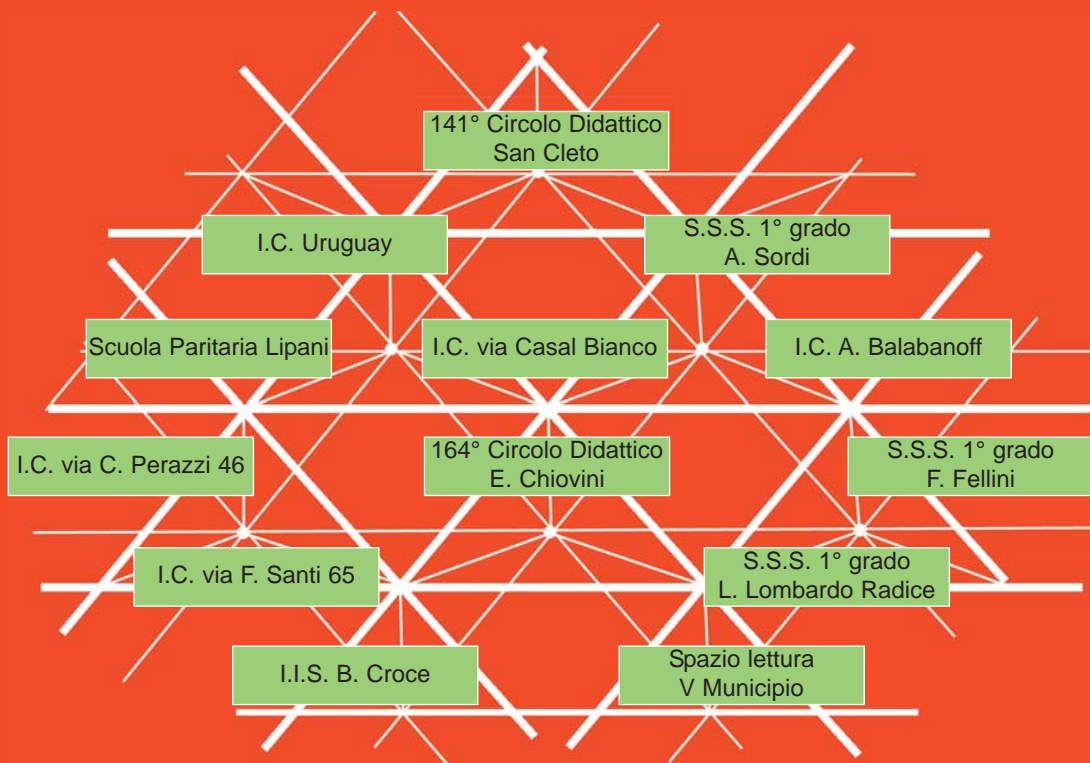 141° Circolo Didattico
San Cleto
I.C. Uruguay
S.S.S. 1° grado
A. Sordi
Scuola Paritaria Lipani
I.C. via Casal Bianco
I.C. A. Balabanoff
I.C. via C. Perazzi 46
164° Circolo Didattico
E. Chiovini
S.S.S. 1° grado
F. Fellini
I.C. via F. Santi 65
S.S.S. 1° grado
L. Lombardo Radice
I.I.S. B. Croce
Spazio lettura
V Municipio